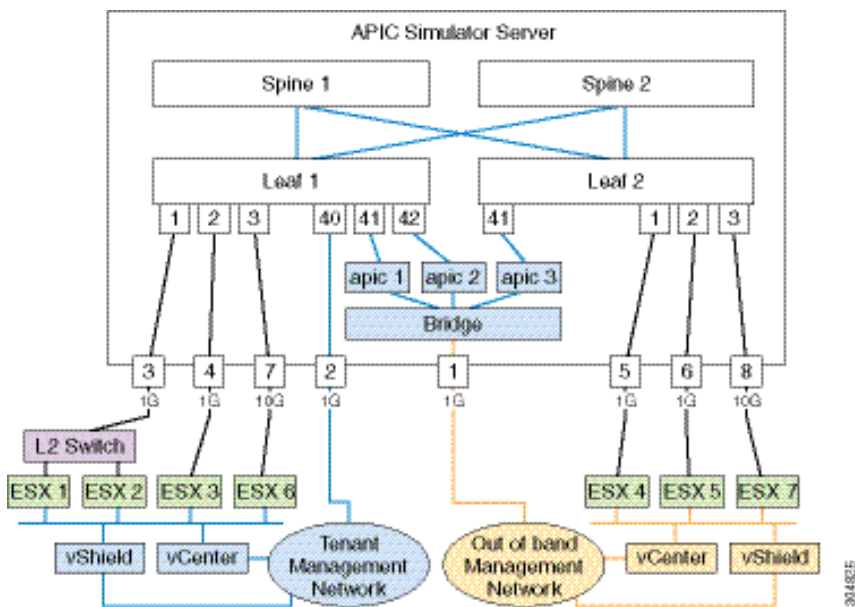 APIC Simulator Server
Spine 1 Spine 2
Leaf 1 Leaf 2
1 2 3 40 41 42 41 1 2 3
apic 1 apic 2 apic 3
Bridge
3 4 7 2 1 5 6 8
1G 1G 10G 1G 1G 1G 1G 10G
L2 Switch
ESX 1 ESX 2 ESX 3 ESX 6 ESX 4 ESX 5 ESX 7
vShield vCenter
Tenant
Management
Network
Out of band
Management
Network
vCenter vShield